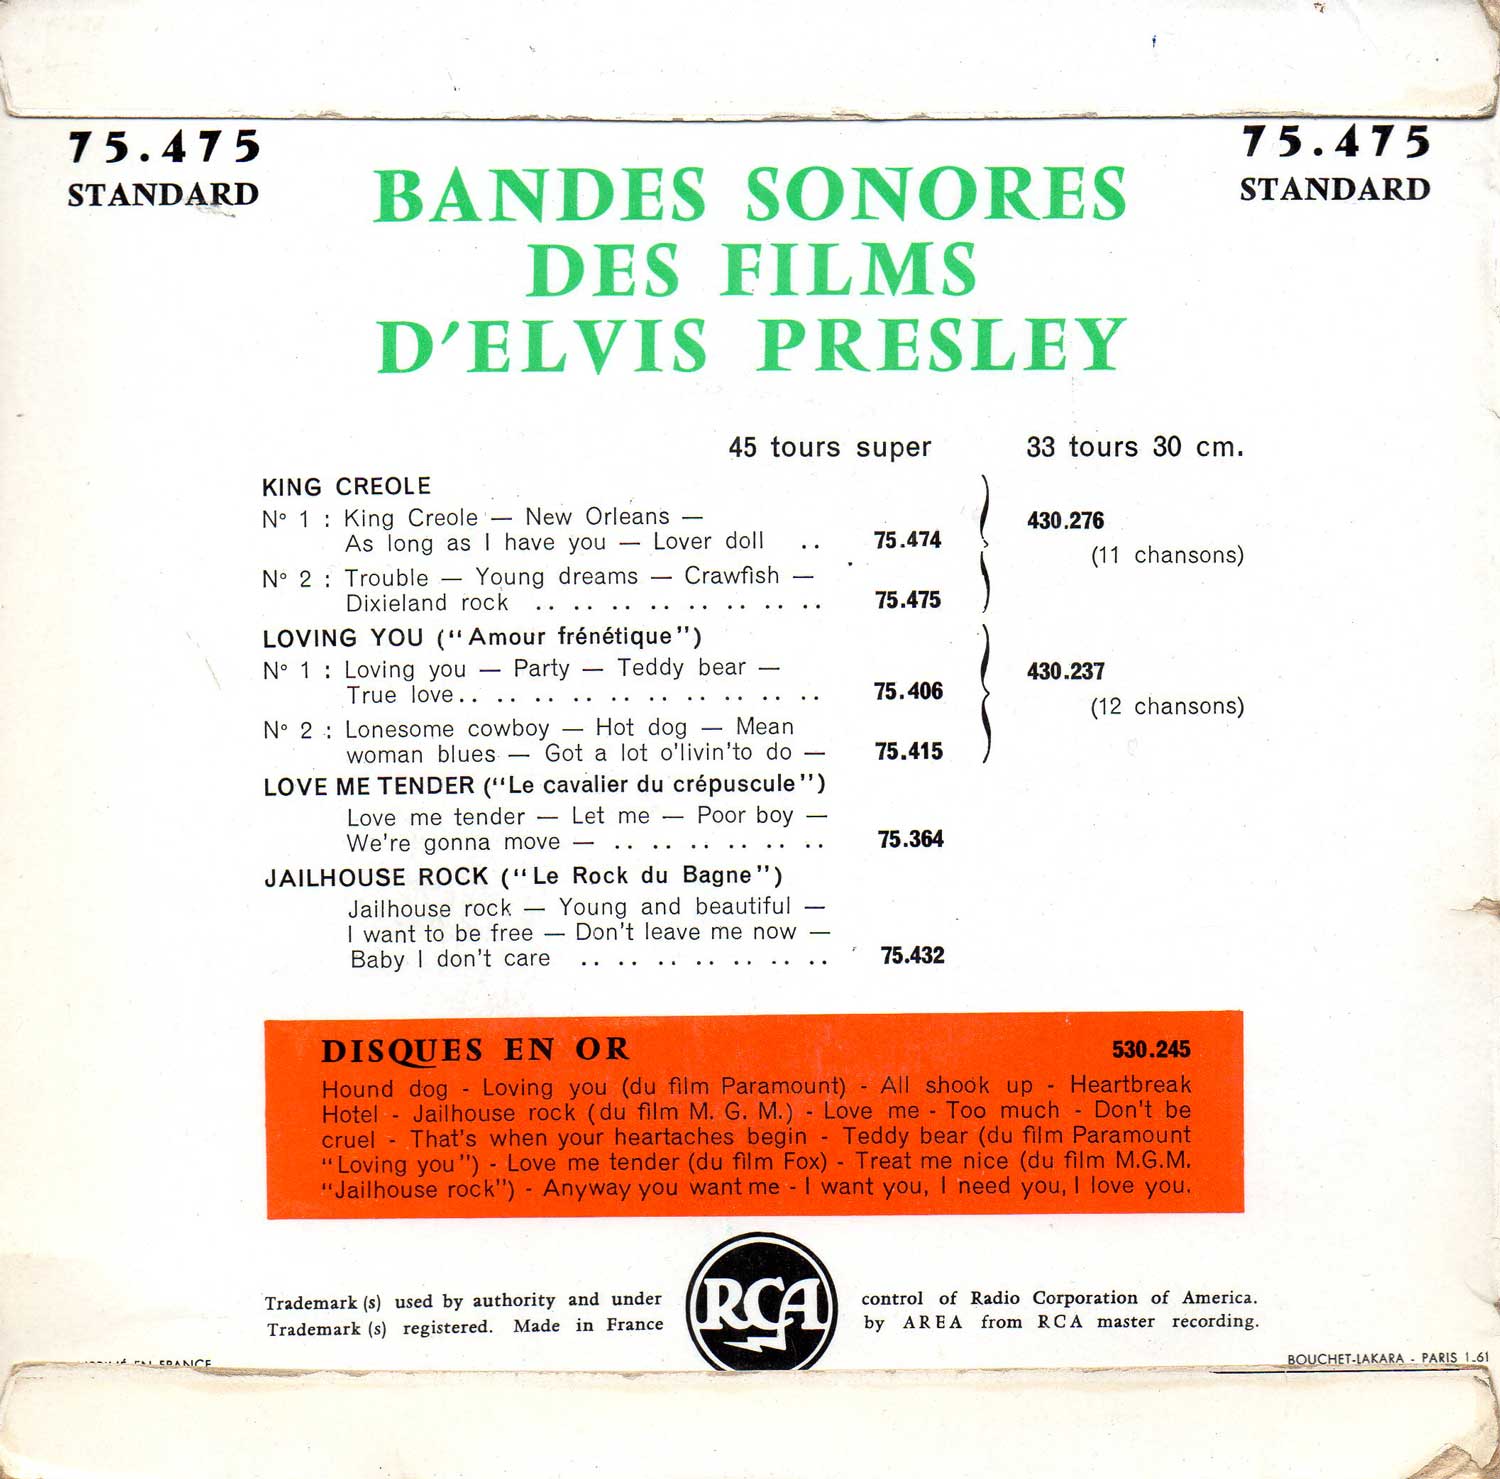 75.475
STANDARD
75.475
STANDARD
BANDES SONORES
DES FILMS
D'ELVIS PRESLEY
45 tours super 33 tours 30 cm.
KING CREOLE
N° 1 : King Creole — New Orleans —
As long as I have you — Lover doll .. 75.474
430.276
(11 chansons)
N° 2 : Trouble — Young dreams — Crawfish —
Dixieland rock .. .. .. .. .. .. .. .. 75.475
LOVING YOU ("Amour frénétique")
N° 1 : Loving you — Party — Teddy bear —
True love.. .. .. .. .. .. .. .. .. .. 75.406
430.237
(12 chansons)
N° 2 : Lonesome cowboy — Hot dog — Mean
woman blues — Got a lot o'livin'to do — 75.415
LOVE ME TENDER ("Le cavalier du crépuscule")
Love me tender — Let me — Poor boy —
We're gonna move — .. .. .. .. .. .. 75.364
JAILHOUSE ROCK ("Le Rock du Bagne")
Jailhouse rock — Young and beautiful —
I want to be free — Don't leave me now —
Baby I don't care .. .. .. .. .. .. .. 75.432
DISQUES EN OR 530.245
Hound dog - Loving you (du film Paramount) - All shook up - Heartbreak
Hotel - Jailhouse rock (du film M. G. M.) - Love me - Too much - Don't be
cruel - That's when your heartaches begin - Teddy bear (du film Paramount
"Loving you") - Love me tender (du film Fox) - Treat me nice (du film M.G.M.
"Jailhouse rock") - Anyway you want me - I want you, I need you, I love you.
Trademark (s) used by authority and under control of Radio Corporation of America.
Trademark (s) registered. Made in France by AREA from RCA master recording.
RCA
EN FRANCE
BOUCHET-LAKARA - PARIS 1-61